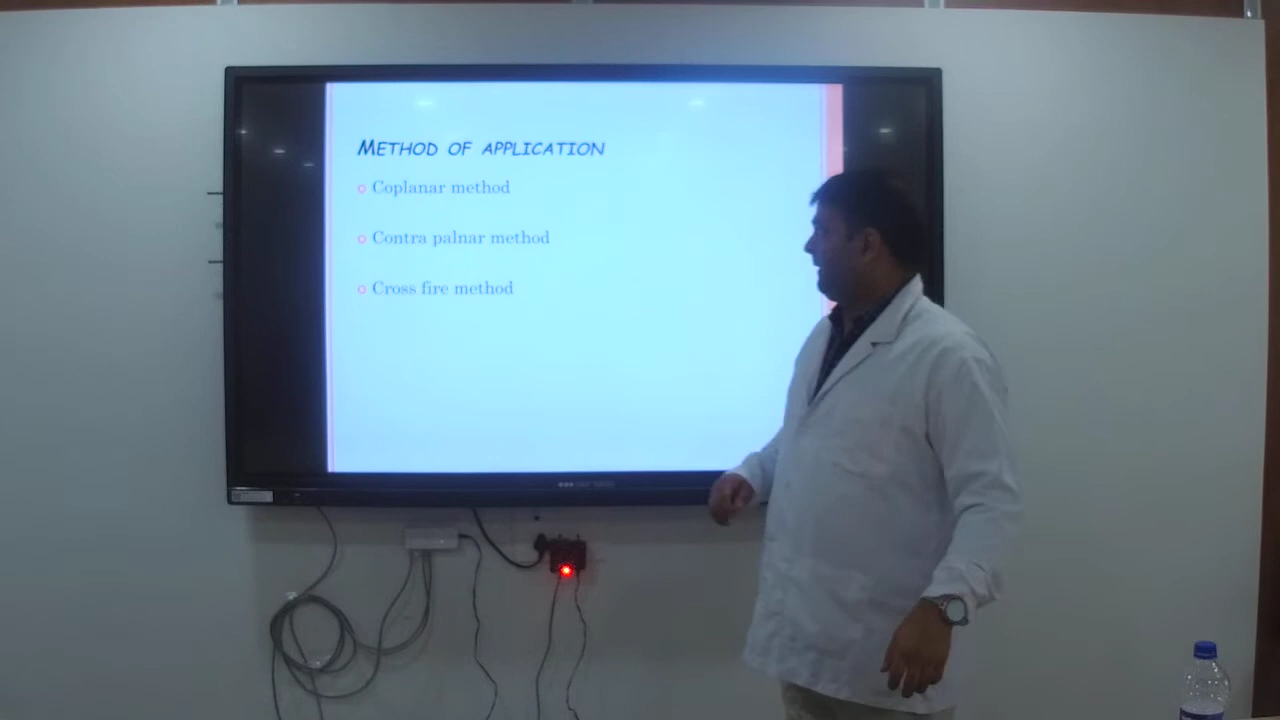 METHOD OF APPLICATION
Coplanar method
Contra palnar method
Cross fire method